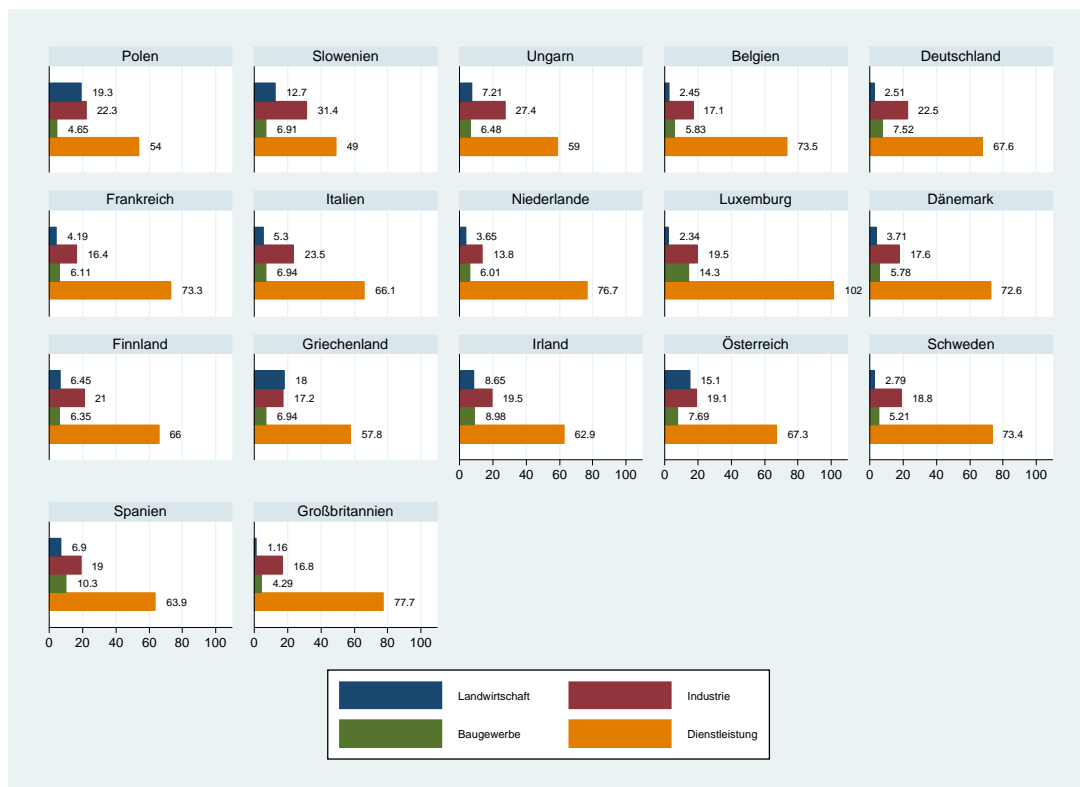 Polen
19.3
22.3
4.65
54
Slowenien
12.7
31.4
6.91
49
Ungarn
7.21
27.4
6.48
59
Belgien
2.45
17.1
5.83
73.5
Deutschland
2.51
22.5
7.52
67.6
Frankreich
4.19
16.4
6.11
73.3
Italien
5.3
23.5
6.94
66.1
Niederlande
3.65
13.8
6.01
76.7
Luxemburg
2.34
19.5
14.3
102
Dänemark
3.71
17.6
5.78
72.6
Finnland
6.45
21
6.35
66
Griechenland
18
17.2
6.94
57.8
Irland
8.65
19.5
8.98
62.9
0 20 40 60 80 100
Österreich
15.1
19.1
7.69
67.3
0 20 40 60 80 100
Schweden
2.79
18.8
5.21
73.4
0 20 40 60 80 100
Spanien
6.9
19
10.3
63.9
0 20 40 60 80 100
Großbritannien
1.16
16.8
4.29
77.7
0 20 40 60 80 100
Landwirtschaft Industrie
Baugewerbe Dienstleistung